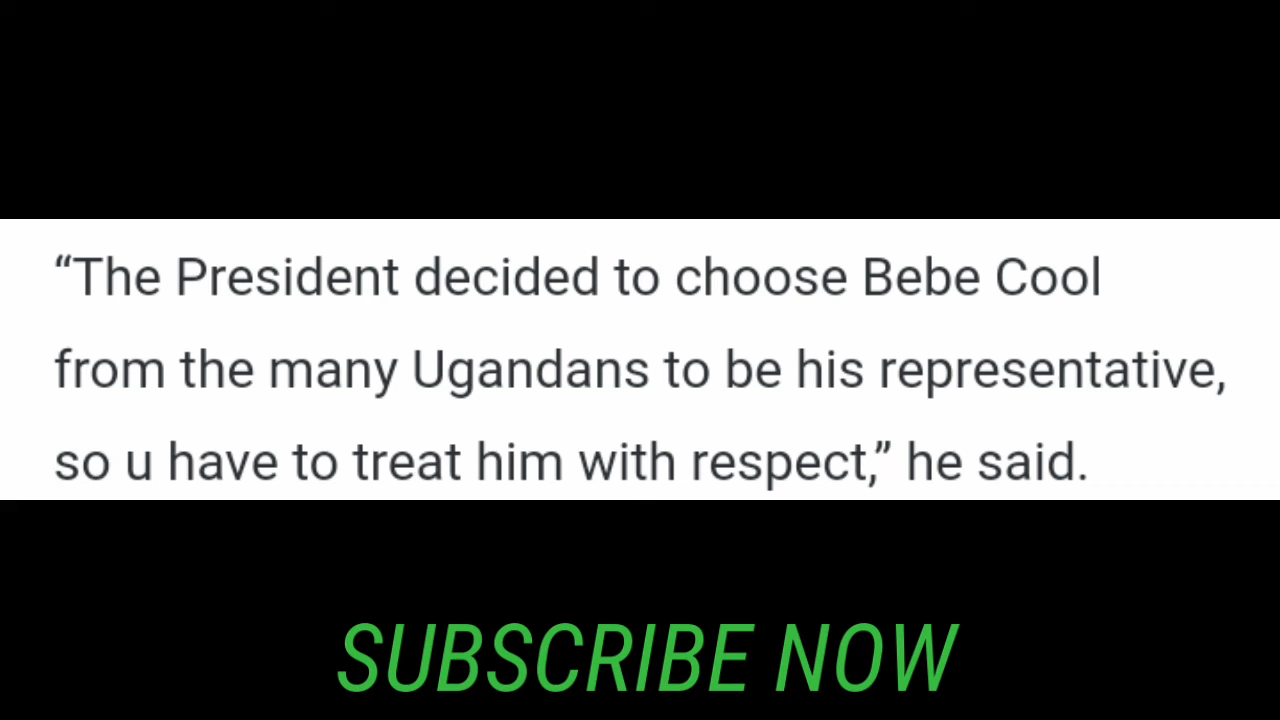 “The President decided to choose Bebe Cool
from the many Ugandans to be his representative,
so u have to treat him with respect,” he said.
SUBSCRIBE NOW